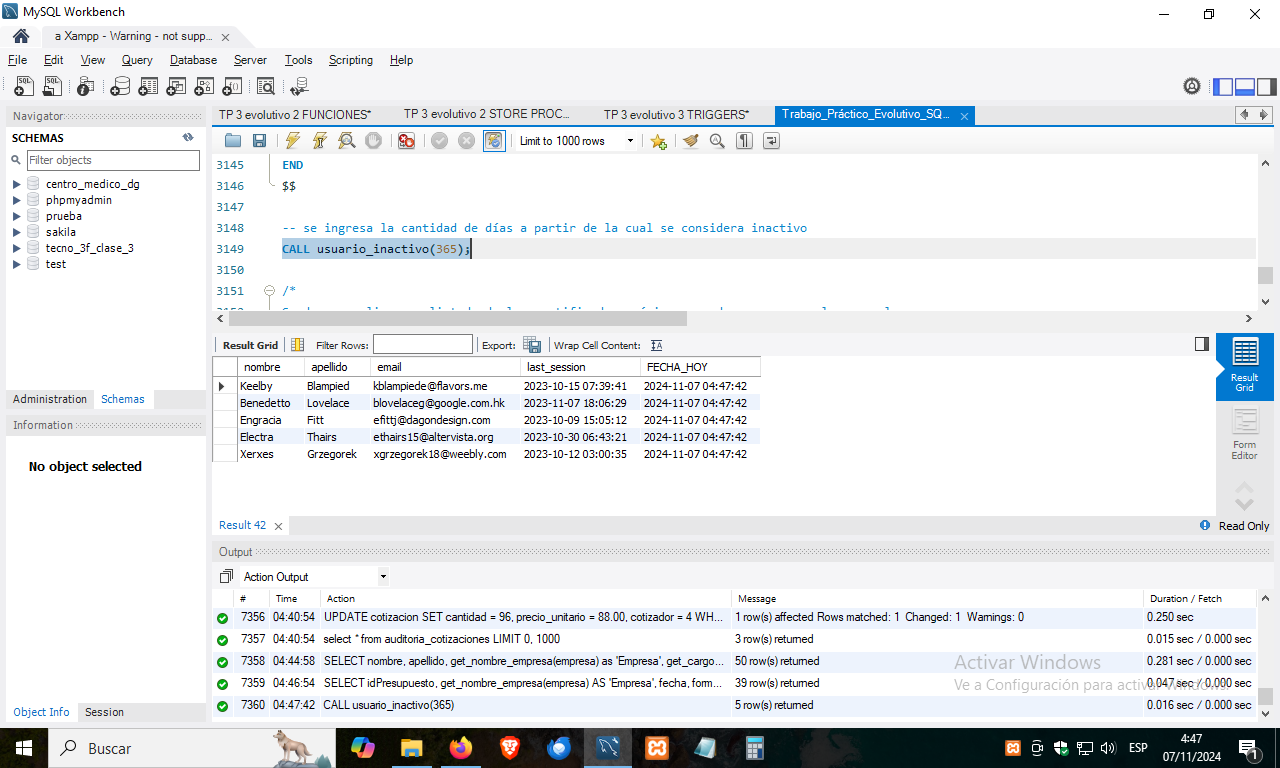 MySQL Workbench
a Xampp - Warning - not supp...
File Edit View Query Database Server Tools Scripting Help
Navigator
SCHEMAS
Filter objects
centro_medico_dg
phpmyadmin
prueba
sakila
tecno_3f_clase_3
test
Administration Schemas
Information
No object selected
Object Info Session
TP 3 evolutivo 2 FUNCIONES* TP 3 evolutivo 2 STORE PROC... TP 3 evolutivo 3 TRIGGERS* Trabajo_Práctico_Evolutivo_SQ...
Limit to 1000 rows
3145 END
3146 $$
3147
3148 -- se ingresa la cantidad de días a partir de la cual se considera inactivo
3149 CALL usuario_inactivo(365);
3150
3151 /*
Result Grid Filter Rows: Export: Wrap Cell Content:
nombre apellido email last_session FECHA_HOY
Keelby Blampied kblampiede@flavors.me 2023-10-15 07:39:41 2024-11-07 04:47:42
Benedetto Lovelace blovelaceg@google.com.hk 2023-11-07 18:06:29 2024-11-07 04:47:42
Engracia Fitt efittj@dagondesign.com 2023-10-09 15:05:12 2024-11-07 04:47:42
Electra Thairs ethairs15@altervista.org 2023-10-30 06:43:21 2024-11-07 04:47:42
Xerxes Grzegorek xgrzegorek18@weebly.com 2023-10-12 03:00:35 2024-11-07 04:47:42
Result Grid
Form Editor
Result 42 Read Only
Output
Action Output
# Time Action Message Duration / Fetch
7356 04:40:54 UPDATE cotizacion SET cantidad = 96, precio_unitario = 88.00, cotizador = 4 WH... 1 row(s) affected Rows matched: 1 Changed: 1 Warnings: 0 0.250 sec
7357 04:40:54 select * from auditoria_cotizaciones LIMIT 0, 1000 3 row(s) returned 0.015 sec / 0.000 sec
7358 04:44:58 SELECT nombre, apellido, get_nombre_empresa(empresa) as 'Empresa', get_cargo... 50 row(s) returned 0.281 sec / 0.000 sec
7359 04:46:54 SELECT idPresupuesto, get_nombre_empresa(empresa) AS 'Empresa', fecha, form... 39 row(s) returned 0.047 sec / 0.000 sec
7360 04:47:42 CALL usuario_inactivo(365) 5 row(s) returned 0.016 sec / 0.000 sec
Activar Windows
Ve a Configuración para activar Windows.
Buscar
ESP
4:47
07/11/2024
1